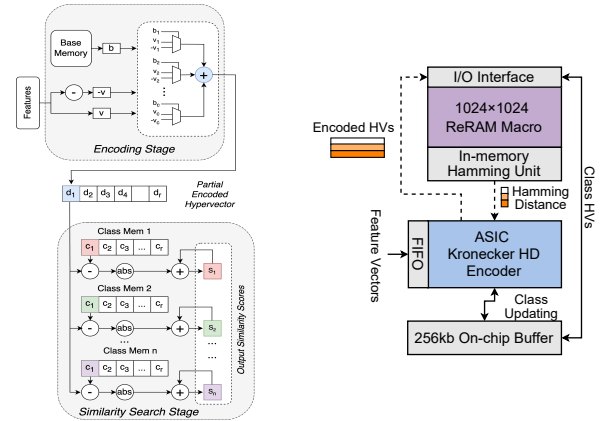 Base
Memory
b
Features
-
-v
v
b₁
v₁
-v₁
b₂
v₂
-v₂
⋮
b꜀
v꜀
-v꜀
+
Encoding Stage
d₁ d₂ d₃ d₄ dᵣ
Partial
Encoded
Hypervector
Class Mem 1
c₁ c₂ c₃ ... cᵣ
- abs + s₁
Class Mem 2
c₁ c₂ c₃ ... cᵣ
- abs +
... ...
Class Mem n
c₁ c₂ c₃ ... cᵣ
- abs + sₙ
Output Similarity Scores
Similarity Search Stage
I/O Interface
1024×1024
ReRAM Macro
In-memory
Hamming Unit
Encoded HVs
Hamming
Distance
Class HVs
Feature Vectors
FIFO
ASIC
Kronecker HD
Encoder
Class
Updating
256kb On-chip Buffer